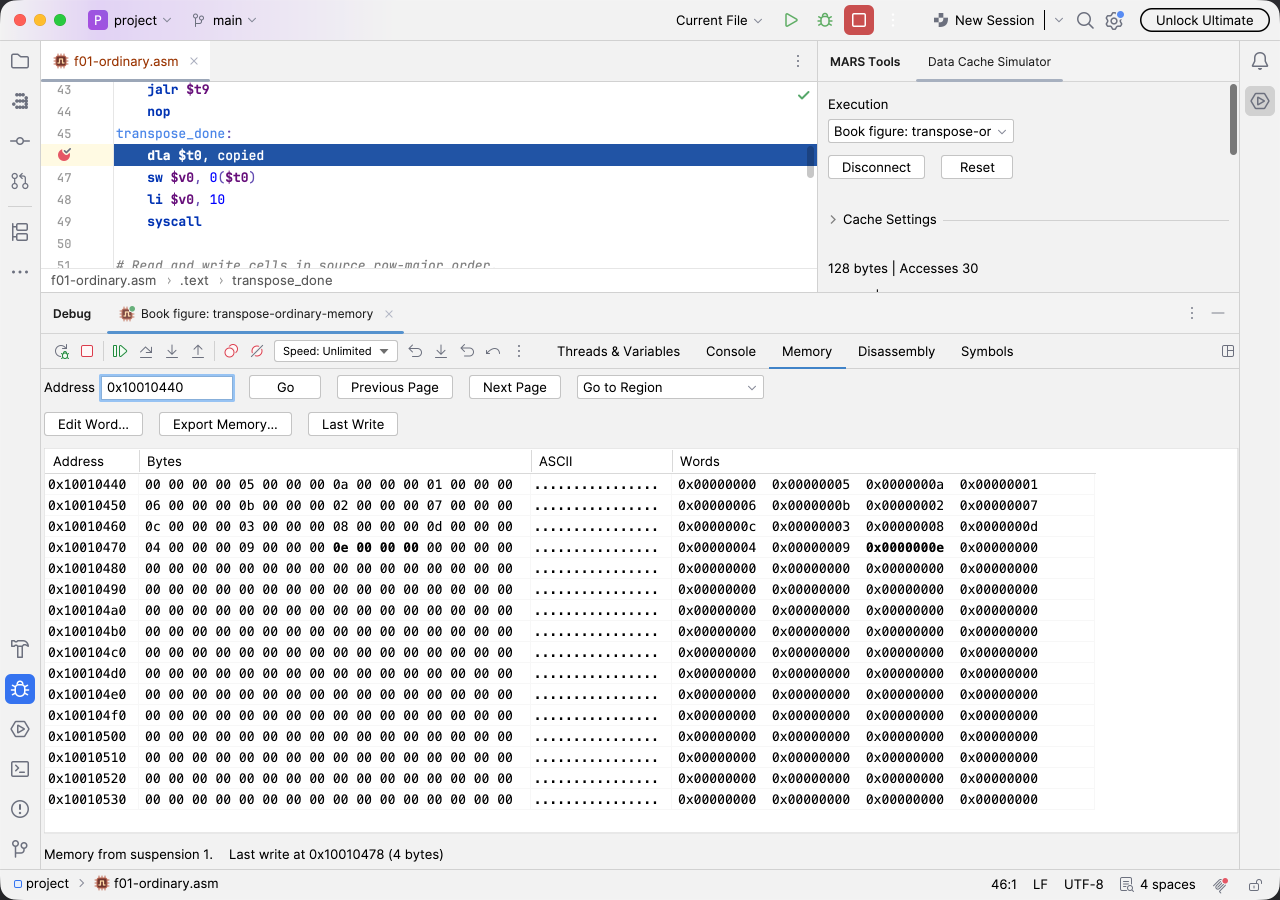 P project main Current File New Session Unlock Ultimate
f01-ordinary.asm
MARS Tools Data Cache Simulator
43 jalr $t9
44 nop
45 transpose_done:
dla $t0, copied
47 sw $v0, 0($t0)
48 li $v0, 10
49 syscall
50
51 # Read and write cells in source row-major order
f01-ordinary.asm › .text › transpose_done
Execution
Book figure: transpose-or
Disconnect Reset
Cache Settings
128 bytes | Accesses 30
Debug Book figure: transpose-ordinary-memory
Speed: Unlimited Threads & Variables Console Memory Disassembly Symbols
Address 0x10010440 Go Previous Page Next Page Go to Region
Edit Word... Export Memory... Last Write
Address Bytes ASCII Words
0x10010440 00 00 00 00 05 00 00 00 0a 00 00 00 01 00 00 00 ................ 0x00000000 0x00000005 0x0000000a 0x00000001
0x10010450 06 00 00 00 0b 00 00 00 02 00 00 00 07 00 00 00 ................ 0x00000006 0x0000000b 0x00000002 0x00000007
0x10010460 0c 00 00 00 03 00 00 00 08 00 00 00 0d 00 00 00 ................ 0x0000000c 0x00000003 0x00000008 0x0000000d
0x10010470 04 00 00 00 09 00 00 00 0e 00 00 00 00 00 00 00 ................ 0x00000004 0x00000009 0x0000000e 0x00000000
0x10010480 00 00 00 00 00 00 00 00 00 00 00 00 00 00 00 00 ................ 0x00000000 0x00000000 0x00000000 0x00000000
0x10010490 00 00 00 00 00 00 00 00 00 00 00 00 00 00 00 00 ................ 0x00000000 0x00000000 0x00000000 0x00000000
0x100104a0 00 00 00 00 00 00 00 00 00 00 00 00 00 00 00 00 ................ 0x00000000 0x00000000 0x00000000 0x00000000
0x100104b0 00 00 00 00 00 00 00 00 00 00 00 00 00 00 00 00 ................ 0x00000000 0x00000000 0x00000000 0x00000000
0x100104c0 00 00 00 00 00 00 00 00 00 00 00 00 00 00 00 00 ................ 0x00000000 0x00000000 0x00000000 0x00000000
0x100104d0 00 00 00 00 00 00 00 00 00 00 00 00 00 00 00 00 ................ 0x00000000 0x00000000 0x00000000 0x00000000
0x100104e0 00 00 00 00 00 00 00 00 00 00 00 00 00 00 00 00 ................ 0x00000000 0x00000000 0x00000000 0x00000000
0x100104f0 00 00 00 00 00 00 00 00 00 00 00 00 00 00 00 00 ................ 0x00000000 0x00000000 0x00000000 0x00000000
0x10010500 00 00 00 00 00 00 00 00 00 00 00 00 00 00 00 00 ................ 0x00000000 0x00000000 0x00000000 0x00000000
0x10010510 00 00 00 00 00 00 00 00 00 00 00 00 00 00 00 00 ................ 0x00000000 0x00000000 0x00000000 0x00000000
0x10010520 00 00 00 00 00 00 00 00 00 00 00 00 00 00 00 00 ................ 0x00000000 0x00000000 0x00000000 0x00000000
0x10010530 00 00 00 00 00 00 00 00 00 00 00 00 00 00 00 00 ................ 0x00000000 0x00000000 0x00000000 0x00000000
Memory from suspension 1. Last write at 0x10010478 (4 bytes)
project › f01-ordinary.asm 46:1 LF UTF-8 4 spaces